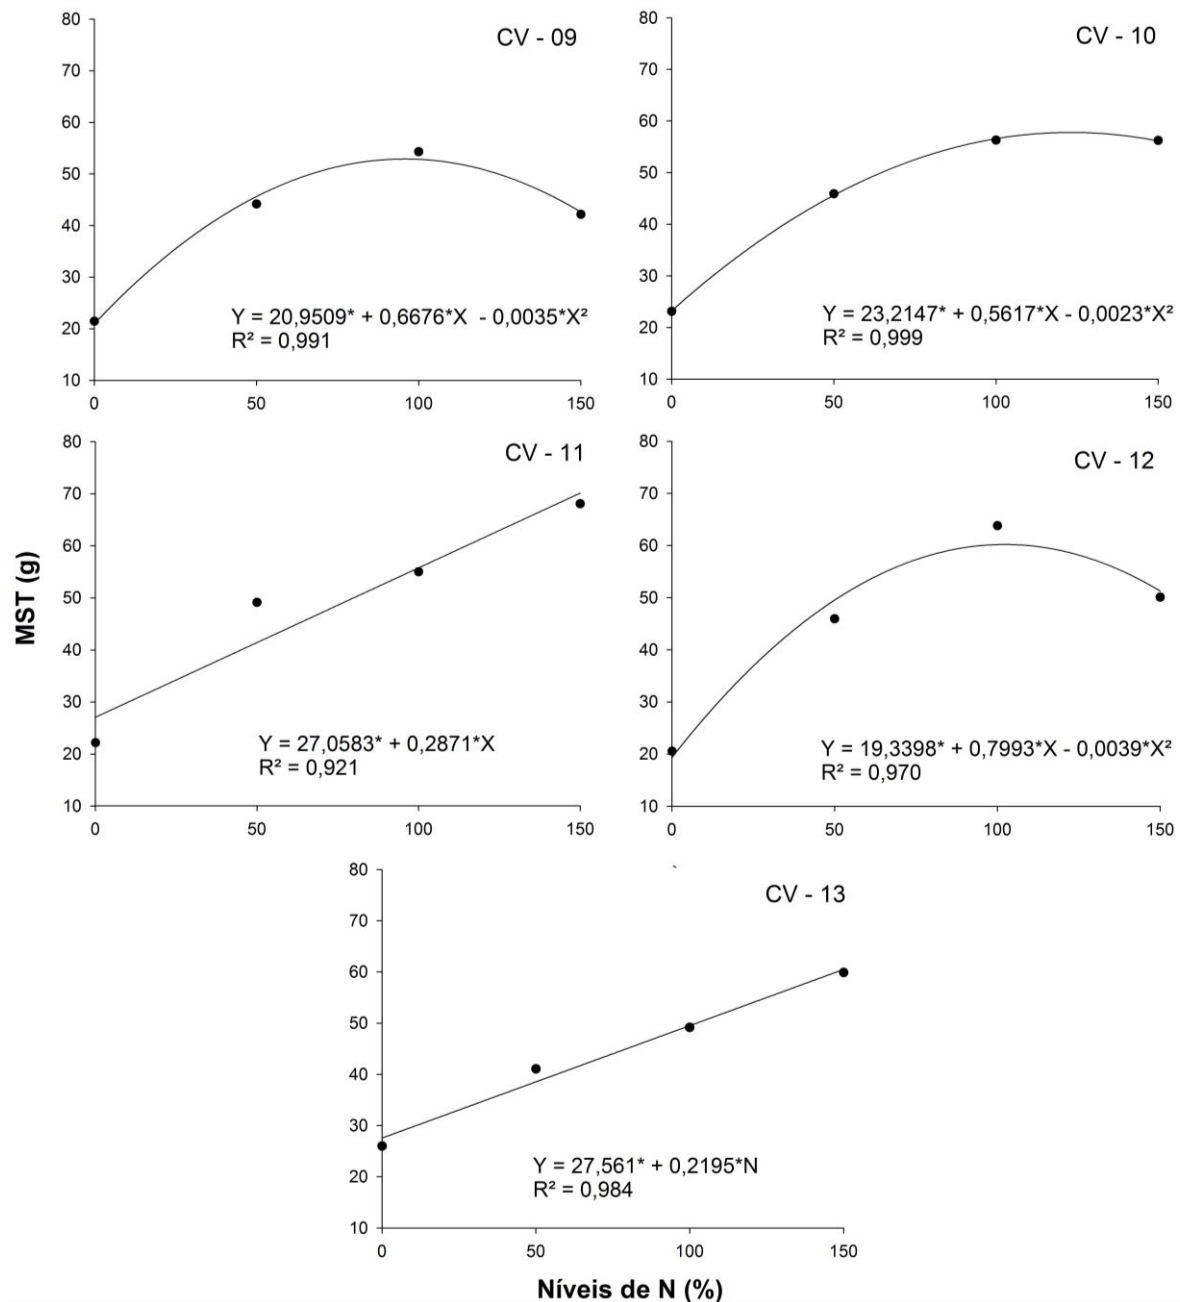 CV - 09
80
70
60
50
40
30
20
10
Y = 20,9509* + 0,6676*X - 0,0035*X²
R² = 0,991
0 50 100 150
CV - 10
80
70
60
50
40
30
20
10
Y = 23,2147* + 0,5617*X - 0,0023*X²
R² = 0,999
0 50 100 150
MST (g)
CV - 11
80
70
60
50
40
30
20
10
Y = 27,0583* + 0,2871*X
R² = 0,921
0 50 100 150
CV - 12
80
70
60
50
40
30
20
10
Y = 19,3398* + 0,7993*X - 0,0039*X²
R² = 0,970
0 50 100 150
CV - 13
80
70
60
50
40
30
20
10
Y = 27,561* + 0,2195*N
R² = 0,984
0 50 100 150
Níveis de N (%)